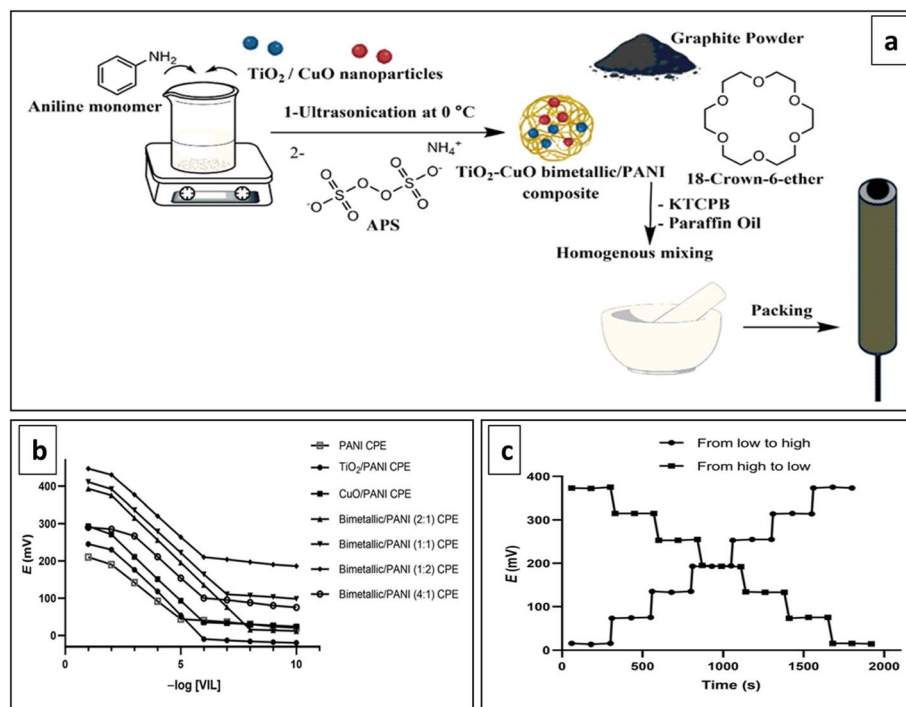 a
NH₂
Aniline monomer
TiO₂ / CuO nanoparticles
1-Ultrasonication at 0 °C
2-
NH₄⁺
O O
⁻O S O O S O⁻
O O
APS
TiO₂-CuO bimetallic/PANI
composite
Graphite Powder
O
O O
O O
O
18-Crown-6-ether
- KTCPB
- Paraffin Oil
Homogenous mixing
Packing
b
E (mV)
400
300
200
100
0
0 5 10
–log [VIL]
PANI CPE
TiO₂/PANI CPE
CuO/PANI CPE
Bimetallic/PANI (2:1) CPE
Bimetallic/PANI (1:1) CPE
Bimetallic/PANI (1:2) CPE
Bimetallic/PANI (4:1) CPE
c
From low to high
From high to low
E (mV)
400
300
200
100
0
0 500 1000 1500 2000
Time (s)